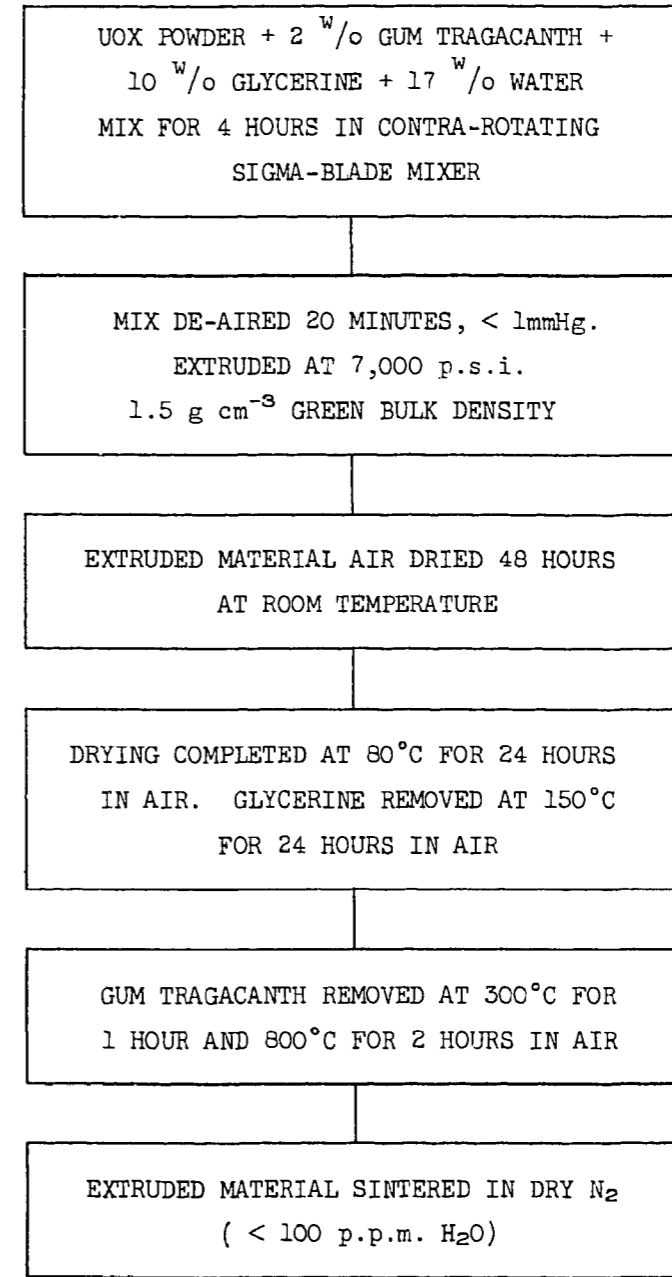 UOX POWDER + 2 W/o GUM TRAGACANTH +
10 W/o GLYCERINE + 17 W/o WATER
MIX FOR 4 HOURS IN CONTRA-ROTATING
SIGMA-BLADE MIXER
MIX DE-AIRED 20 MINUTES, < 1mmHg.
EXTRUDED AT 7,000 p.s.i.
1.5 g cm⁻³ GREEN BULK DENSITY
EXTRUDED MATERIAL AIR DRIED 48 HOURS
AT ROOM TEMPERATURE
DRYING COMPLETED AT 80°C FOR 24 HOURS
IN AIR. GLYCERINE REMOVED AT 150°C
FOR 24 HOURS IN AIR
GUM TRAGACANTH REMOVED AT 300°C FOR
1 HOUR AND 800°C FOR 2 HOURS IN AIR
EXTRUDED MATERIAL SINTERED IN DRY N₂
( < 100 p.p.m. H₂O)